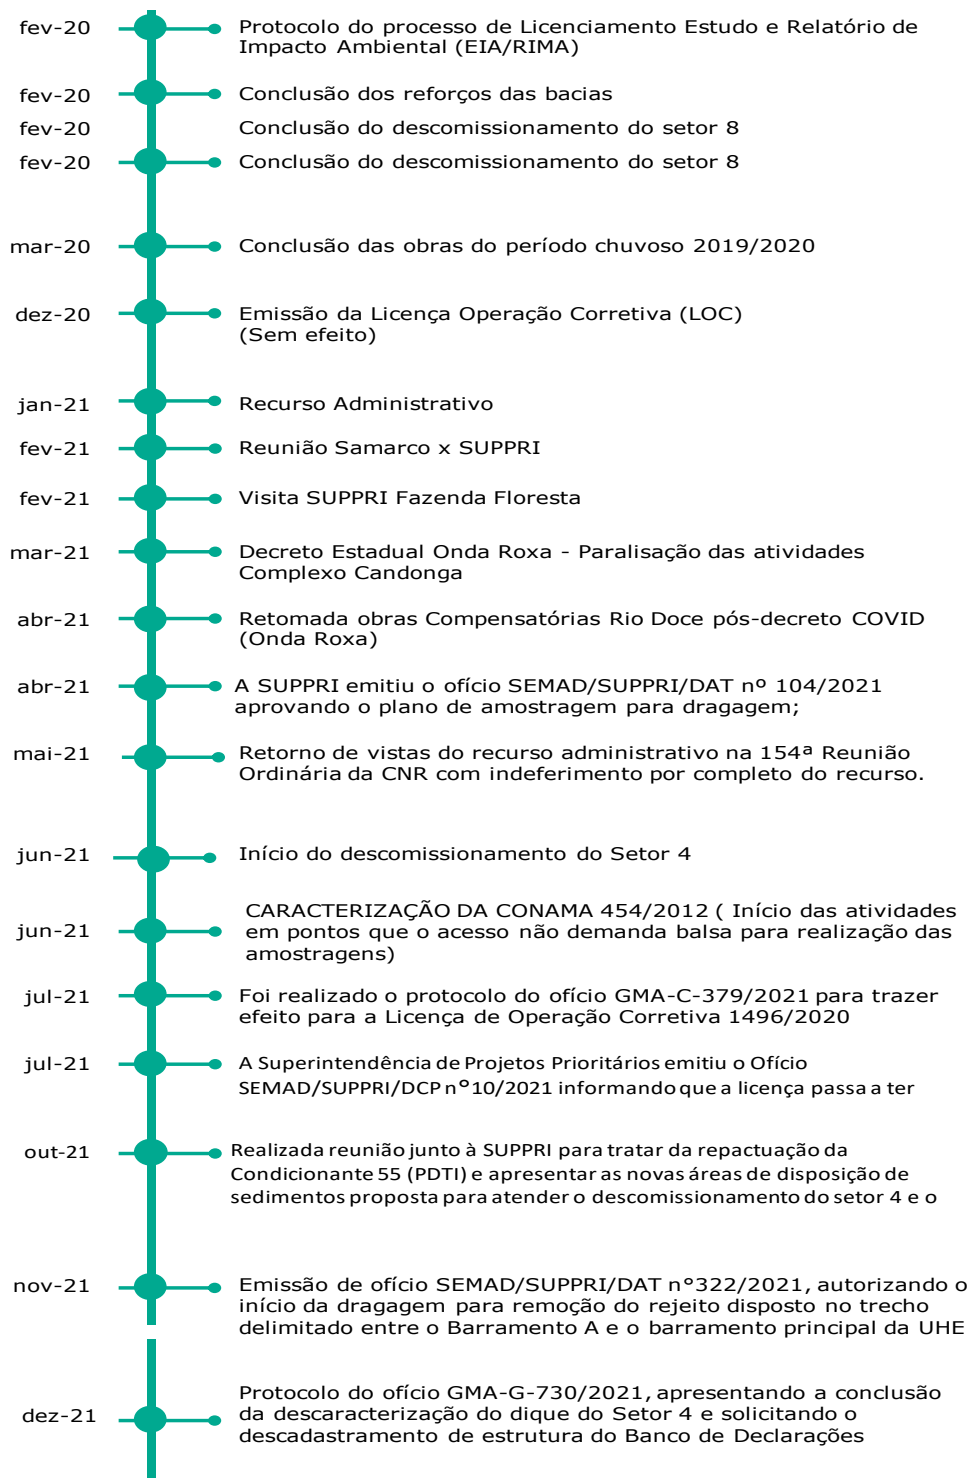 fev-20 Protocolo do processo de Licenciamento Estudo e Relatório de
Impacto Ambiental (EIA/RIMA)
fev-20 Conclusão dos reforços das bacias
fev-20 Conclusão do descomissionamento do setor 8
fev-20 Conclusão do descomissionamento do setor 8
mar-20 Conclusão das obras do período chuvoso 2019/2020
dez-20 Emissão da Licença Operação Corretiva (LOC)
(Sem efeito)
jan-21 Recurso Administrativo
fev-21 Reunião Samarco x SUPPRI
fev-21 Visita SUPPRI Fazenda Floresta
mar-21 Decreto Estadual Onda Roxa - Paralisação das atividades
Complexo Candonga
abr-21 Retomada obras Compensatórias Rio Doce pós-decreto COVID
(Onda Roxa)
abr-21 A SUPPRI emitiu o ofício SEMAD/SUPPRI/DAT nº 104/2021
aprovando o plano de amostragem para dragagem;
mai-21 Retorno de vistas do recurso administrativo na 154ª Reunião
Ordinária da CNR com indeferimento por completo do recurso.
jun-21 Início do descomissionamento do Setor 4
CARACTERIZAÇÃO DA CONAMA 454/2012 ( Início das atividades
jun-21 em pontos que o acesso não demanda balsa para realização das
amostragens)
jul-21 Foi realizado o protocolo do ofício GMA-C-379/2021 para trazer
efeito para a Licença de Operação Corretiva 1496/2020
jul-21 A Superintendência de Projetos Prioritários emitiu o Ofício
SEMAD/SUPPRI/DCP n°10/2021 informando que a licença passa a ter
out-21 Realizada reunião junto à SUPPRI para tratar da repactuação da
Condicionante 55 (PDTI) e apresentar as novas áreas de disposição de
sedimentos proposta para atender o descomissionamento do setor 4 e o
nov-21 Emissão de ofício SEMAD/SUPPRI/DAT n°322/2021, autorizando o
início da dragagem para remoção do rejeito disposto no trecho
delimitado entre o Barramento A e o barramento principal da UHE
Protocolo do ofício GMA-G-730/2021, apresentando a conclusão
dez-21 da descaracterização do dique do Setor 4 e solicitando o
descadastramento de estrutura do Banco de Declarações